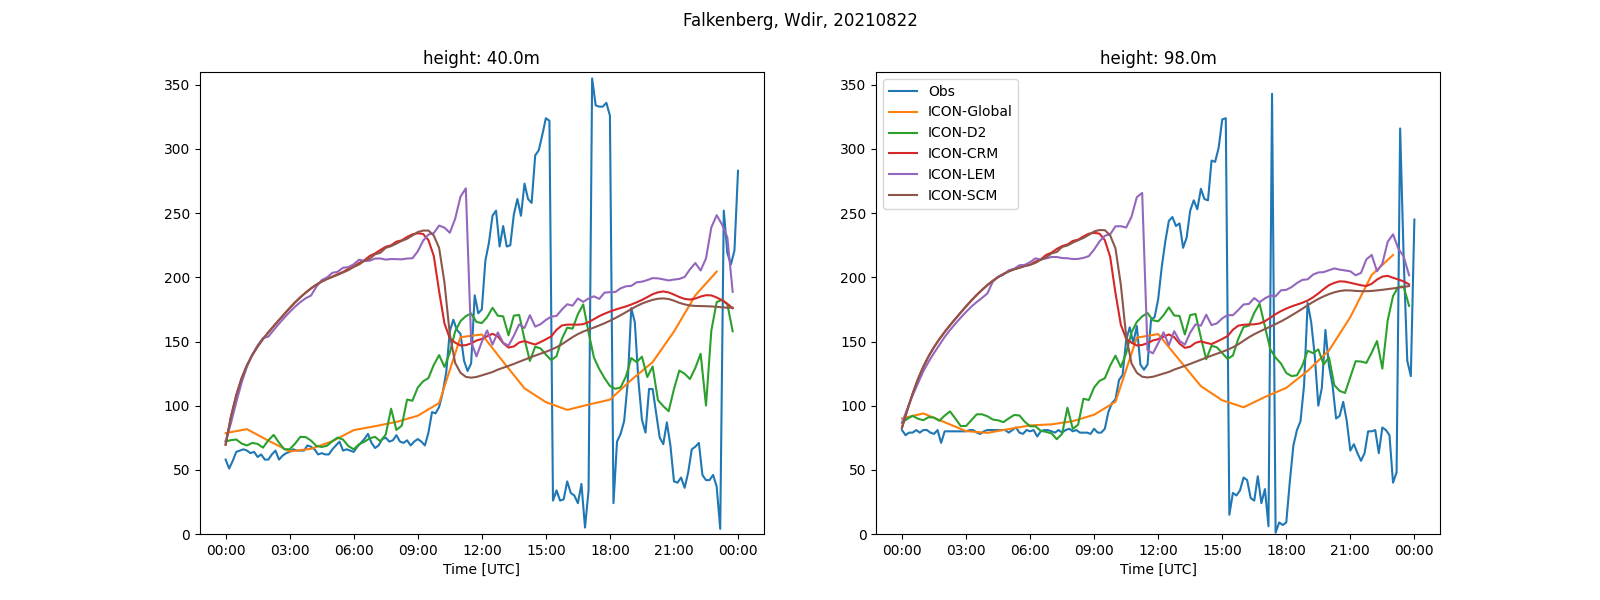 Falkenberg, Wdir, 20210822
height: 40.0m
350
300
250
200
150
100
50
0
00:00 03:00 06:00 09:00 12:00 15:00 18:00 21:00 00:00
Time [UTC]
height: 98.0m
350
300
250
200
150
100
50
0
Obs
ICON-Global
ICON-D2
ICON-CRM
ICON-LEM
ICON-SCM
00:00 03:00 06:00 09:00 12:00 15:00 18:00 21:00 00:00
Time [UTC]